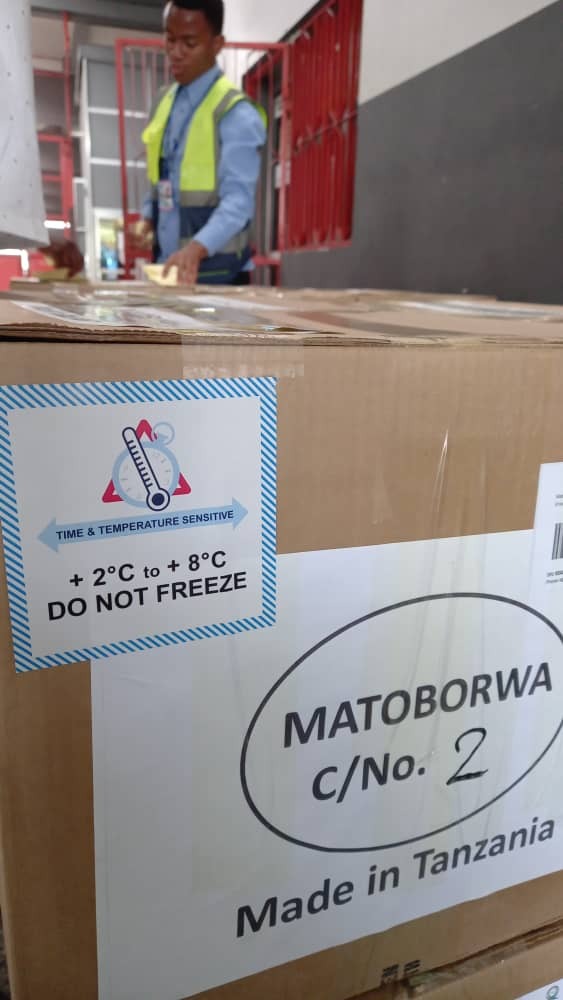 TIME & TEMPERATURE SENSITIVE
+ 2°C to + 8°C
DO NOT FREEZE
MATOBORWA
C/No. 2
Made in Tanzania